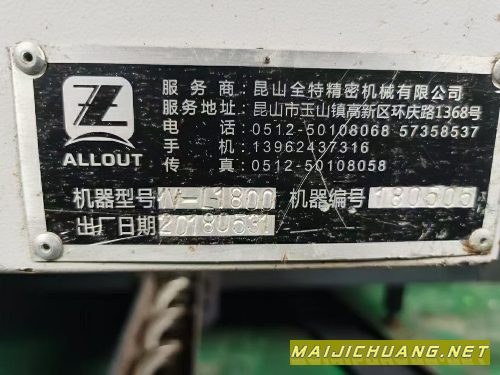 ALLOUT
服务商：昆山全特精密机械有限公司
服务地址：昆山市玉山镇高新区环庆路1368号
电话：0512-50108068 57358537
手机：13962437316
传真：0512-50108058
机器型号 V-L1800 机器编号 180505
出厂日期 20180531
MAIJICHUANG.NET